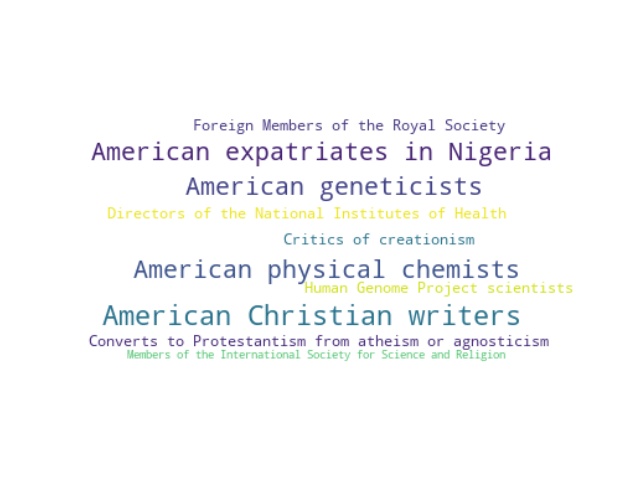 Foreign Members of the Royal Society
American expatriates in Nigeria
American geneticists
Directors of the National Institutes of Health
Critics of creationism
American physical chemists
Human Genome Project scientists
American Christian writers
Converts to Protestantism from atheism or agnosticism
Members of the International Society for Science and Religion